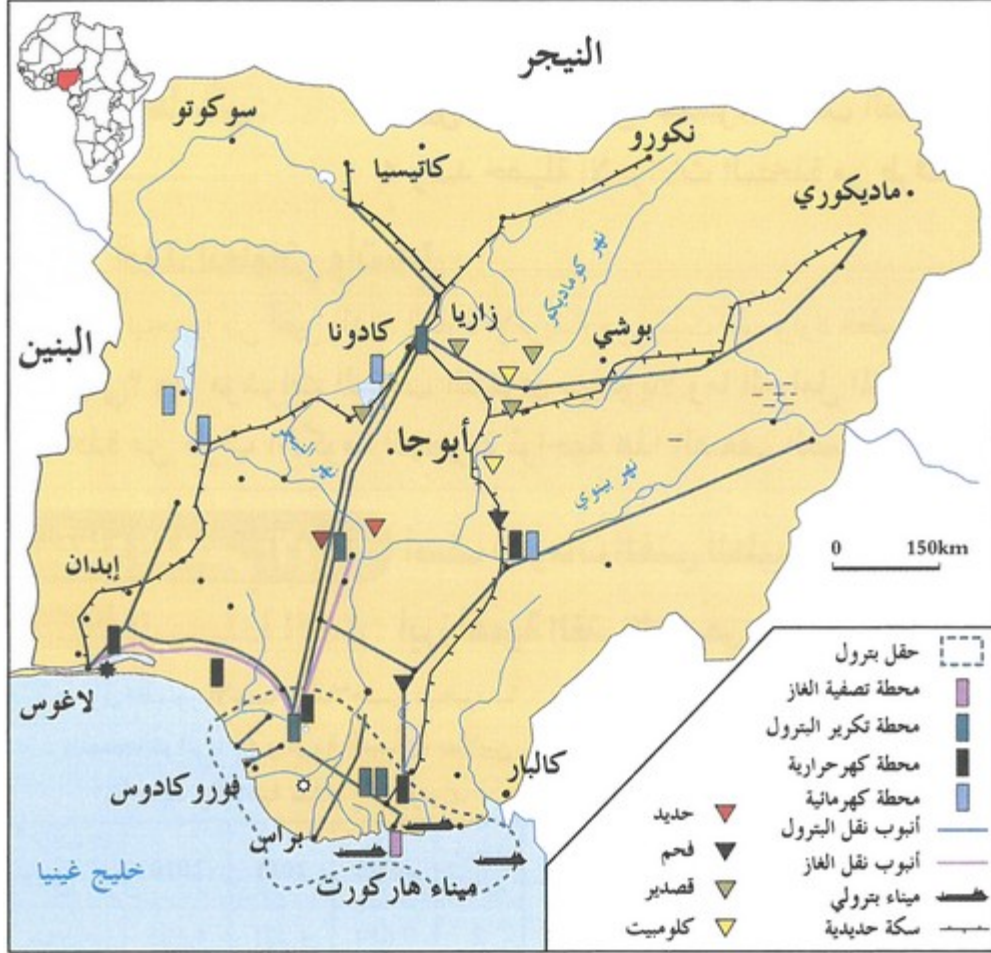 النيجر
سوكوتو
كاتيسيا
نكورو
ماديكوري
نهر كوماديكو
زاريا
بوشي
كادونا
البنين
أبوجا
نهر بينوي
0 150km
إبدان
لاغوس
فوروكادوس
كالبار
براس
ميناء هاركورت
خليج غينيا
حقل بترول
محطة تصفية الغاز
محطة تكرير البترول
محطة كهرحرارية
محطة كهرمائية
أنبوب نقل البترول
أنبوب نقل الغاز
ميناء بترولي
سكة حديدية
حديد
فحم
قصدير
كلومبيت